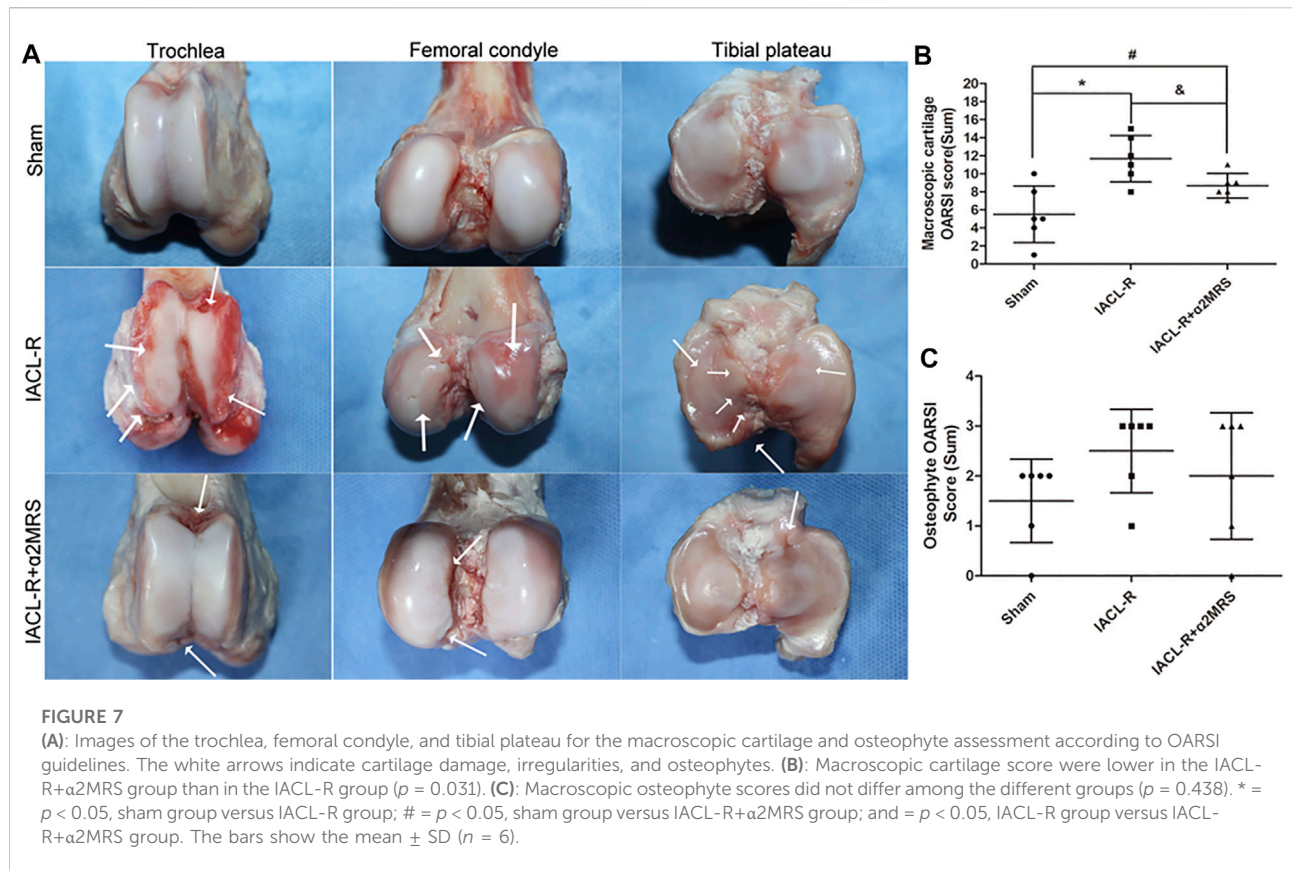 A
Trochlea
Femoral condyle
Tibial plateau
Sham
IACL-R
IACL-R+α2MRS
B
#
*
&
Macroscopic cartilage
OARSI score(Sum)
20
18
16
14
12
10
8
6
4
2
0
Sham
IACL-R
IACL-R+α2MRS
C
Osteophyte OARSI
Score (Sum)
4
3
2
1
0
Sham
IACL-R
IACL-R+α2MRS
FIGURE 7
(A): Images of the trochlea, femoral condyle, and tibial plateau for the macroscopic cartilage and osteophyte assessment according to OARSI
guidelines. The white arrows indicate cartilage damage, irregularities, and osteophytes. (B): Macroscopic cartilage score were lower in the IACL-
R+α2MRS group than in the IACL-R group (p = 0.031). (C): Macroscopic osteophyte scores did not differ among the different groups (p = 0.438). * =
p < 0.05, sham group versus IACL-R group; # = p < 0.05, sham group versus IACL-R+α2MRS group; and = p < 0.05, IACL-R group versus IACL-
R+α2MRS group. The bars show the mean ± SD (n = 6).